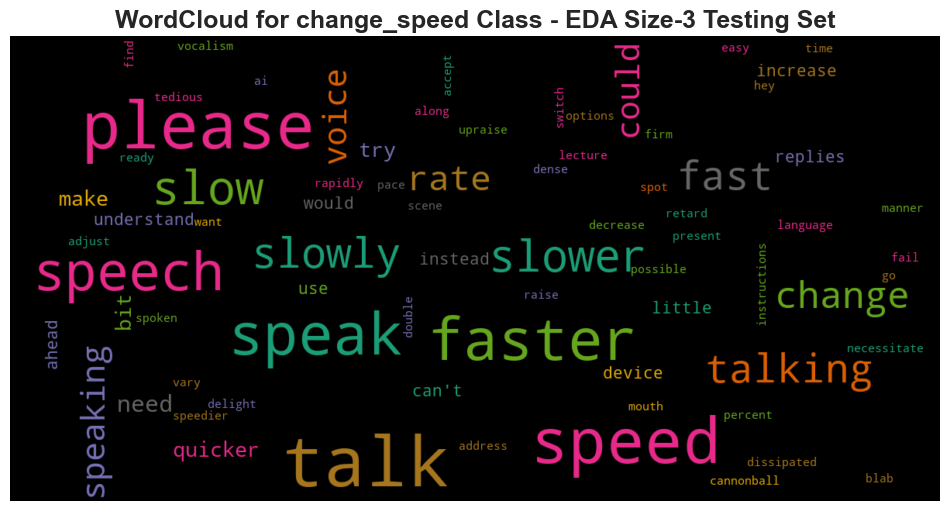 WordCloud for change_speed Class - EDA Size-3 Testing Set
find
vocalism
easy
time
could
voice
accept
ai
increase
hey
tedious
switch
along
options
please
upraise
firm
try
ready
lecture
replies
dense
rate
fast
slow
rapidly
pace
spot
make
would
scene
manner
understand
want
retard
decrease
language
adjust
present
slowly
instead
slower
speech
possible
instructions
fail
go
use
raise
change
bit
double
little
spoken
speak
faster
ahead
necessitate
speaking
device
talking
vary
can't
need
delight
mouth
speedier
percent
quicker
talk
address
speed
dissipated
cannonball
blab